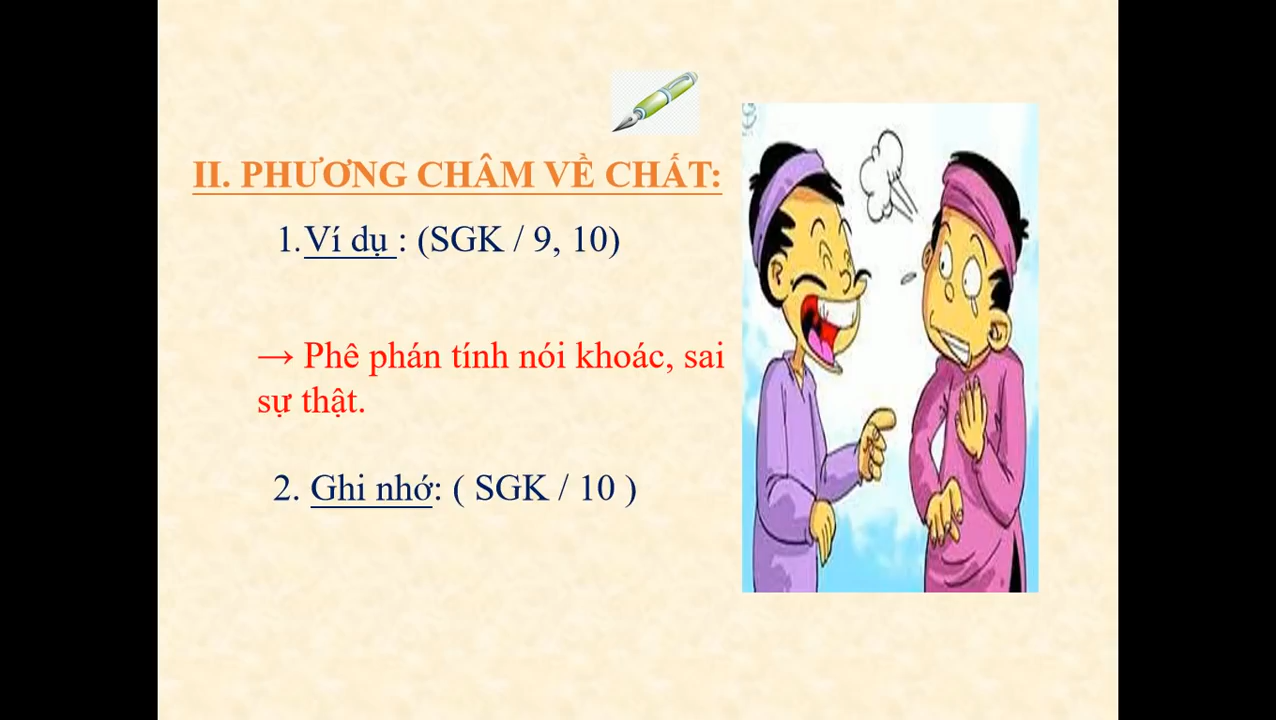 II. PHƯƠNG CHÂM VỀ CHẤT:
1.Ví dụ : (SGK / 9, 10)
→ Phê phán tính nói khoác, sai
sự thật.
2. Ghi nhớ: ( SGK / 10 )